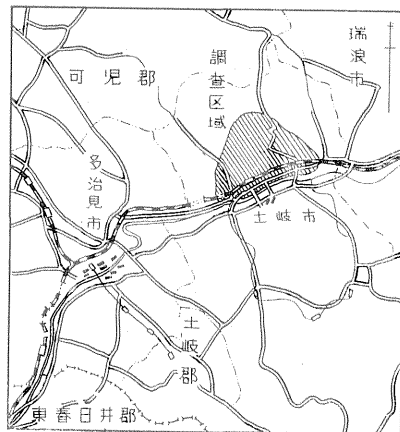 可児郡
調査区域
瑞浪市
多治見市
土岐市
土岐郡
東春日井郡